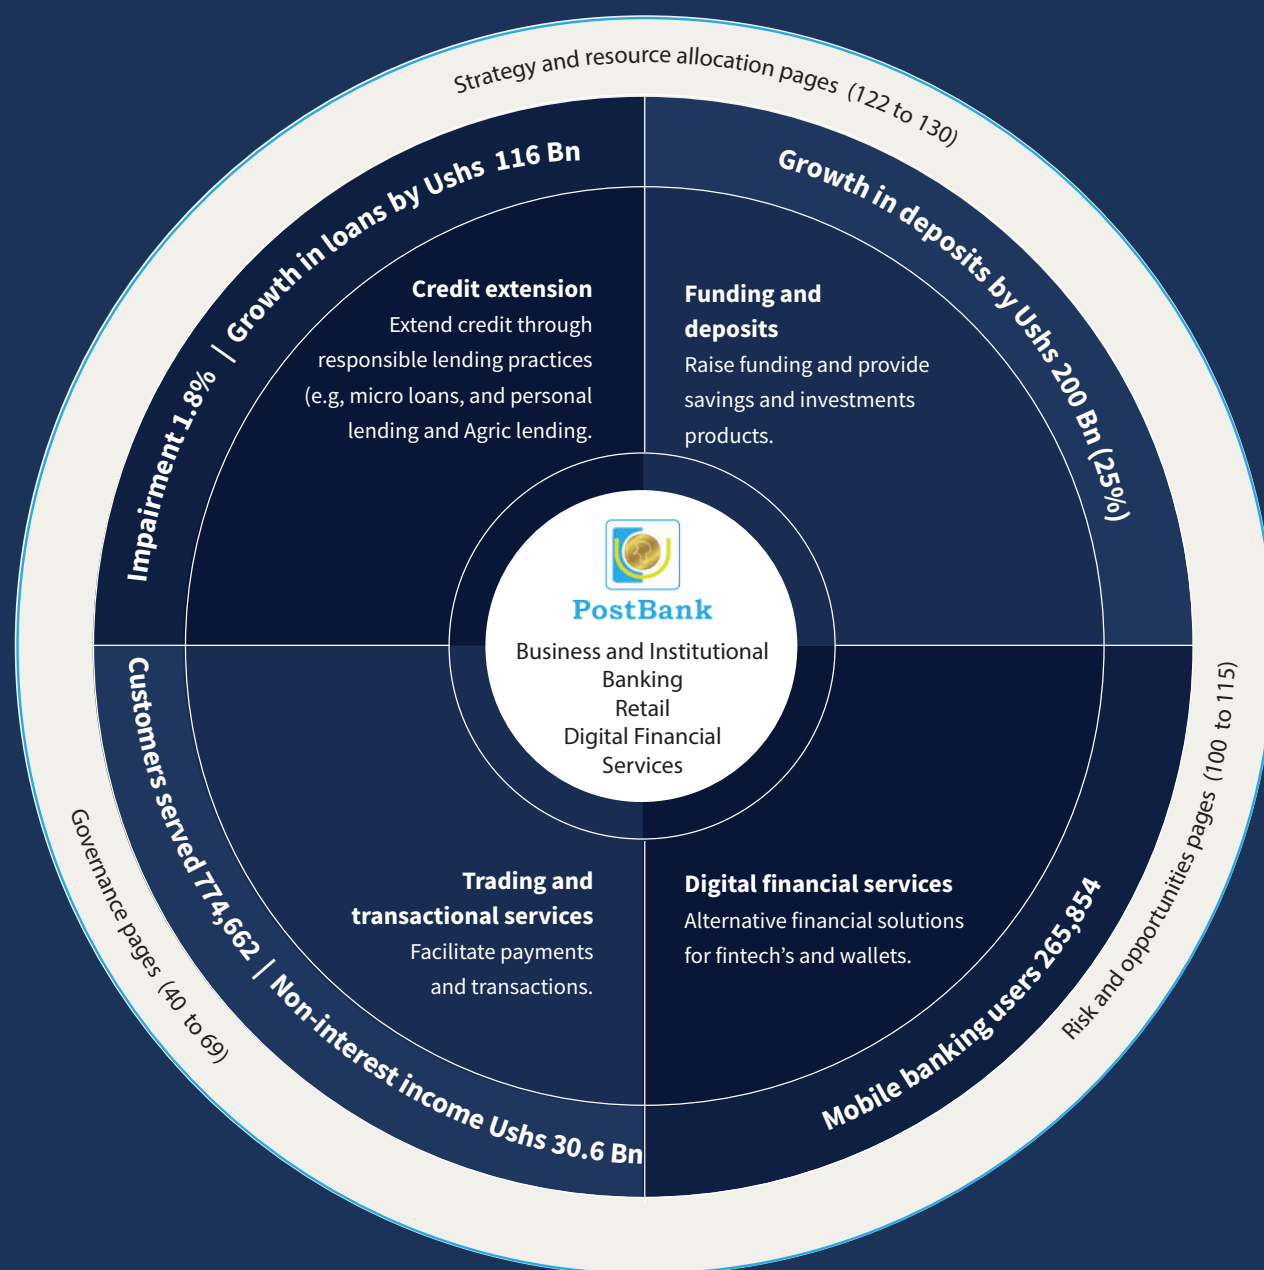 Strategy and resource allocation pages (122 to 130)
Impairment 1.8% | Growth in loans by Ushs 116 Bn
Growth in deposits by Ushs 200 Bn (25%)
Credit extension
Extend credit through
responsible lending practices
(e.g, micro loans, and personal
lending and Agric lending.
Funding and
deposits
Raise funding and provide
savings and investments
products.
PostBank
Business and Institutional
Banking
Retail
Digital Financial
Services
Trading and
transactional services
Facilitate payments
and transactions.
Digital financial services
Alternative financial solutions
for fintech’s and wallets.
Customers served 774,662 | Non-interest income Ushs 30.6 Bn
Mobile banking users 265,854
Governance pages (40 to 69)
Risk and opportunities pages (100 to 115)